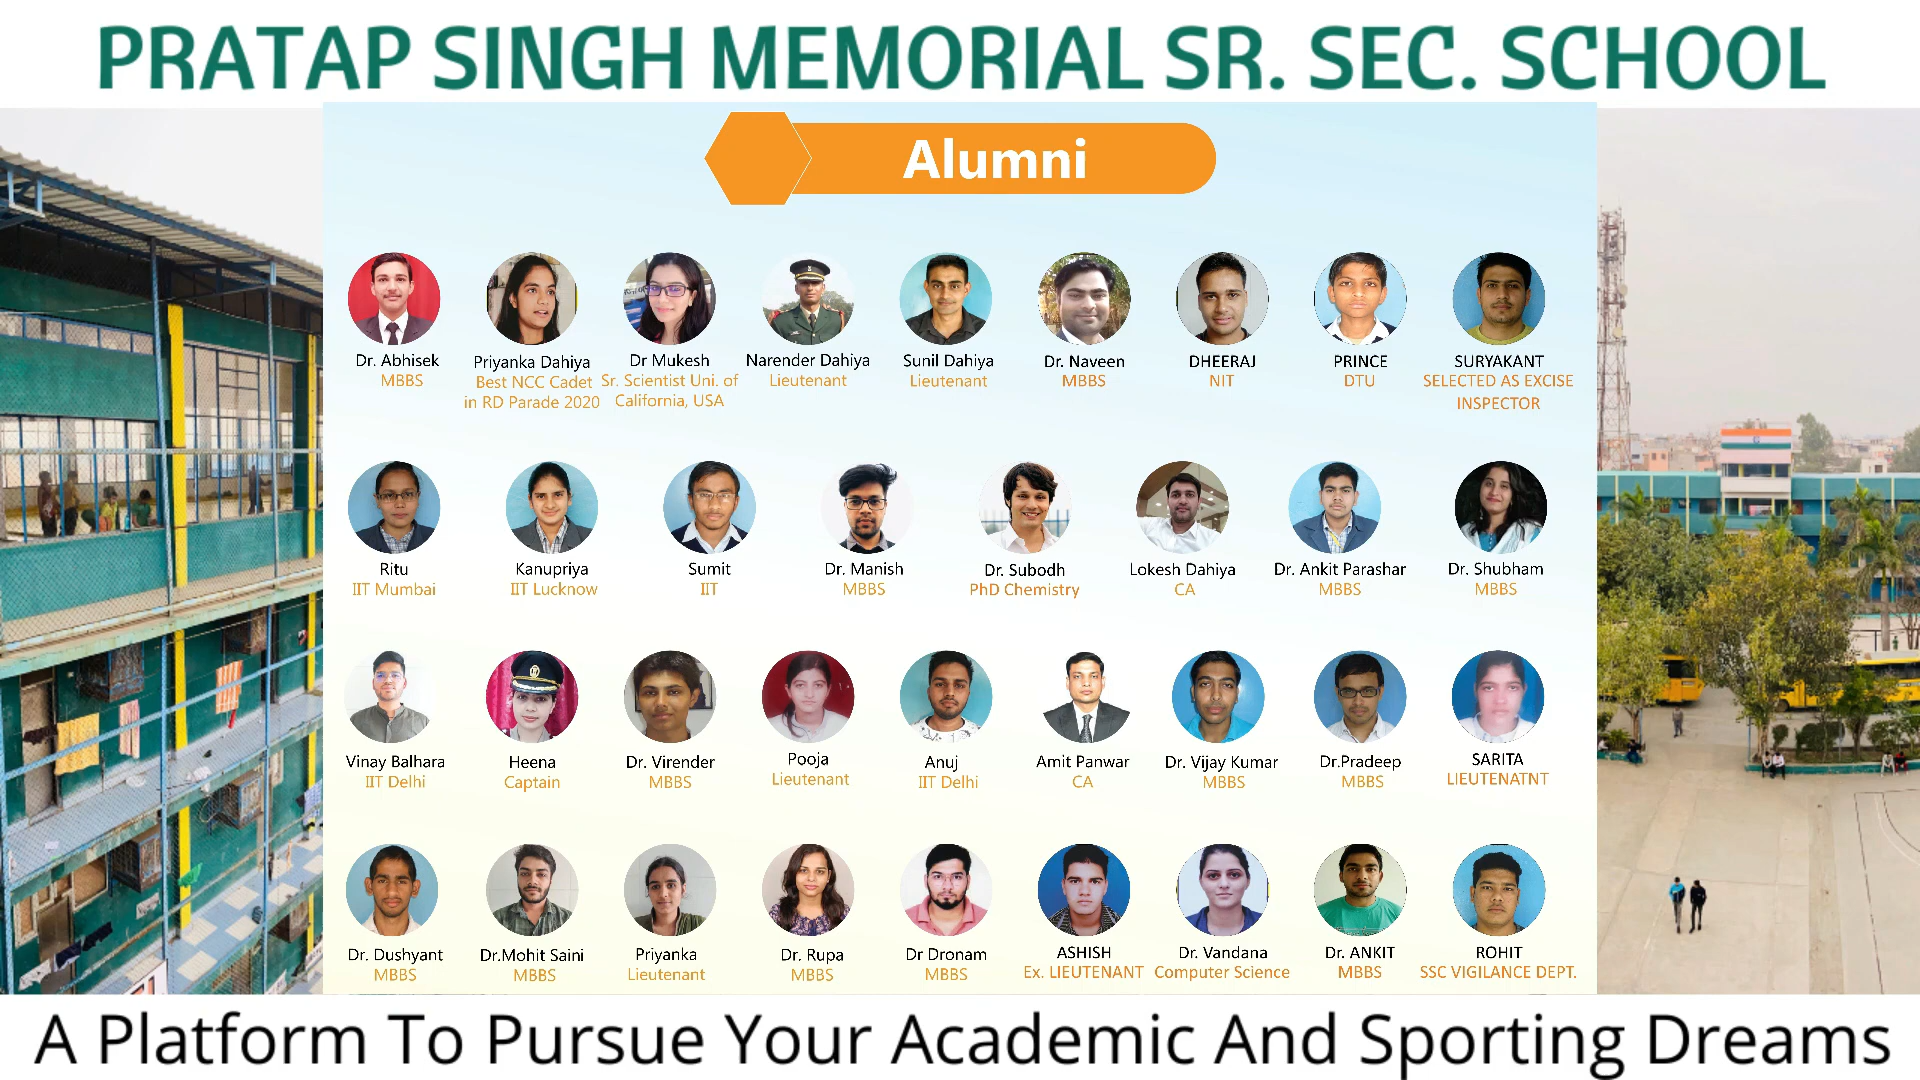 PRATAP SINGH MEMORIAL SR. SEC. SCHOOL
Alumni
Dr. Abhisek
MBBS
Priyanka Dahiya
Best NCC Cadet
in RD Parade 2020
Dr Mukesh
Sr. Scientist Uni. of
California, USA
Narender Dahiya
Lieutenant
Sunil Dahiya
Lieutenant
Dr. Naveen
MBBS
DHEERAJ
NIT
PRINCE
DTU
SURYAKANT
SELECTED AS EXCISE
INSPECTOR
Ritu
IIT Mumbai
Kanupriya
IIT Lucknow
Sumit
IIT
Dr. Manish
MBBS
Dr. Subodh
PhD Chemistry
Lokesh Dahiya
CA
Dr. Ankit Parashar
MBBS
Dr. Shubham
MBBS
Vinay Balhara
IIT Delhi
Heena
Captain
Dr. Virender
MBBS
Pooja
Lieutenant
Anuj
IIT Delhi
Amit Panwar
CA
Dr. Vijay Kumar
MBBS
Dr.Pradeep
MBBS
SARITA
LIEUTENATNT
Dr. Dushyant
MBBS
Dr.Mohit Saini
MBBS
Priyanka
Lieutenant
Dr. Rupa
MBBS
Dr Dronam
MBBS
ASHISH
Ex. LIEUTENANT
Dr. Vandana
Computer Science
Dr. ANKIT
MBBS
ROHIT
SSC VIGILANCE DEPT.
A Platform To Pursue Your Academic And Sporting Dreams